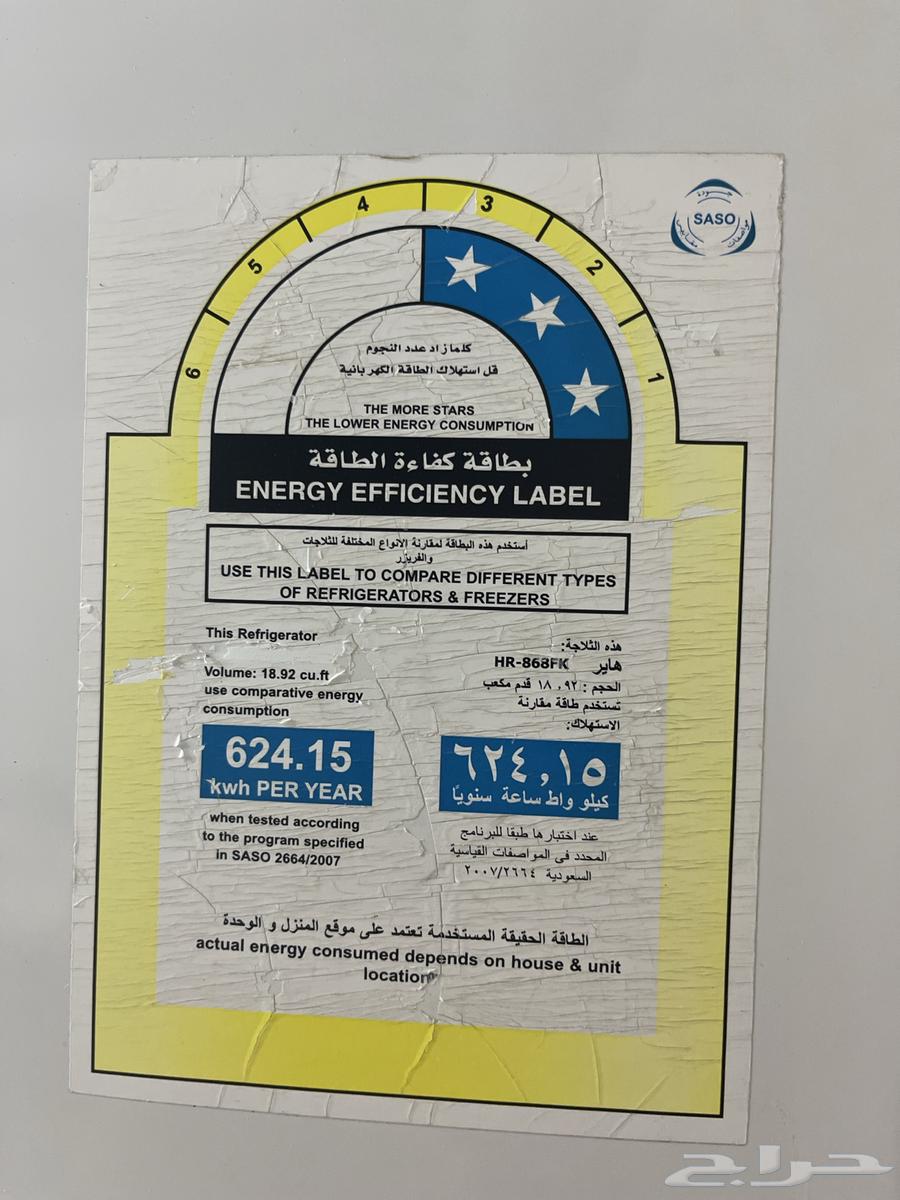 جودة
SASO
مواصفات
مقاييس
6 5 4 3 2 1
كلما زاد عدد النجوم
قل استهلاك الطاقة الكهربائية
THE MORE STARS
THE LOWER ENERGY CONSUMPTION
بطاقة كفاءة الطاقة
ENERGY EFFICIENCY LABEL
أستخدم هذه البطاقة لمقارنة الأنواع المختلفة للثلاجات
والفريزر
USE THIS LABEL TO COMPARE DIFFERENT TYPES
OF REFRIGERATORS & FREEZERS
This Refrigerator
Volume: 18.92 cu.ft
use comparative energy
consumption
624.15
kwh PER YEAR
when tested according
to the program specified
in SASO 2664/2007
هذه الثلاجة:
هاير HR-868FK
الحجم : ١٨,٩٢ قدم مكعب
تستخدم طاقة مقارنة
الاستهلاك:
٦٢٤,١٥
كيلو واط ساعة سنويًا
عند اختبارها طبقا للبرنامج
المحدد فى المواصفات القياسية
السعودية ٢٠٠٧/٢٦٦٤
الطاقة الحقيقة المستخدمة تعتمد على موقع المنزل و الوحدة
actual energy consumed depends on house & unit
location
حراج